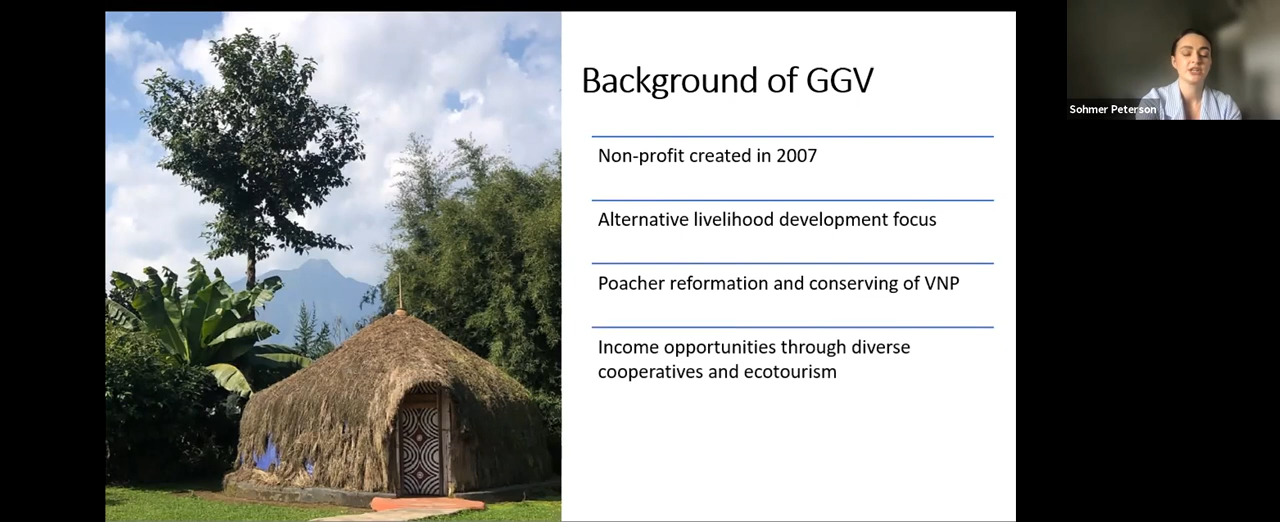 Background of GGV
Non-profit created in 2007
Alternative livelihood development focus
Poacher reformation and conserving of VNP
Income opportunities through diverse
cooperatives and ecotourism
Sohmer Peterson